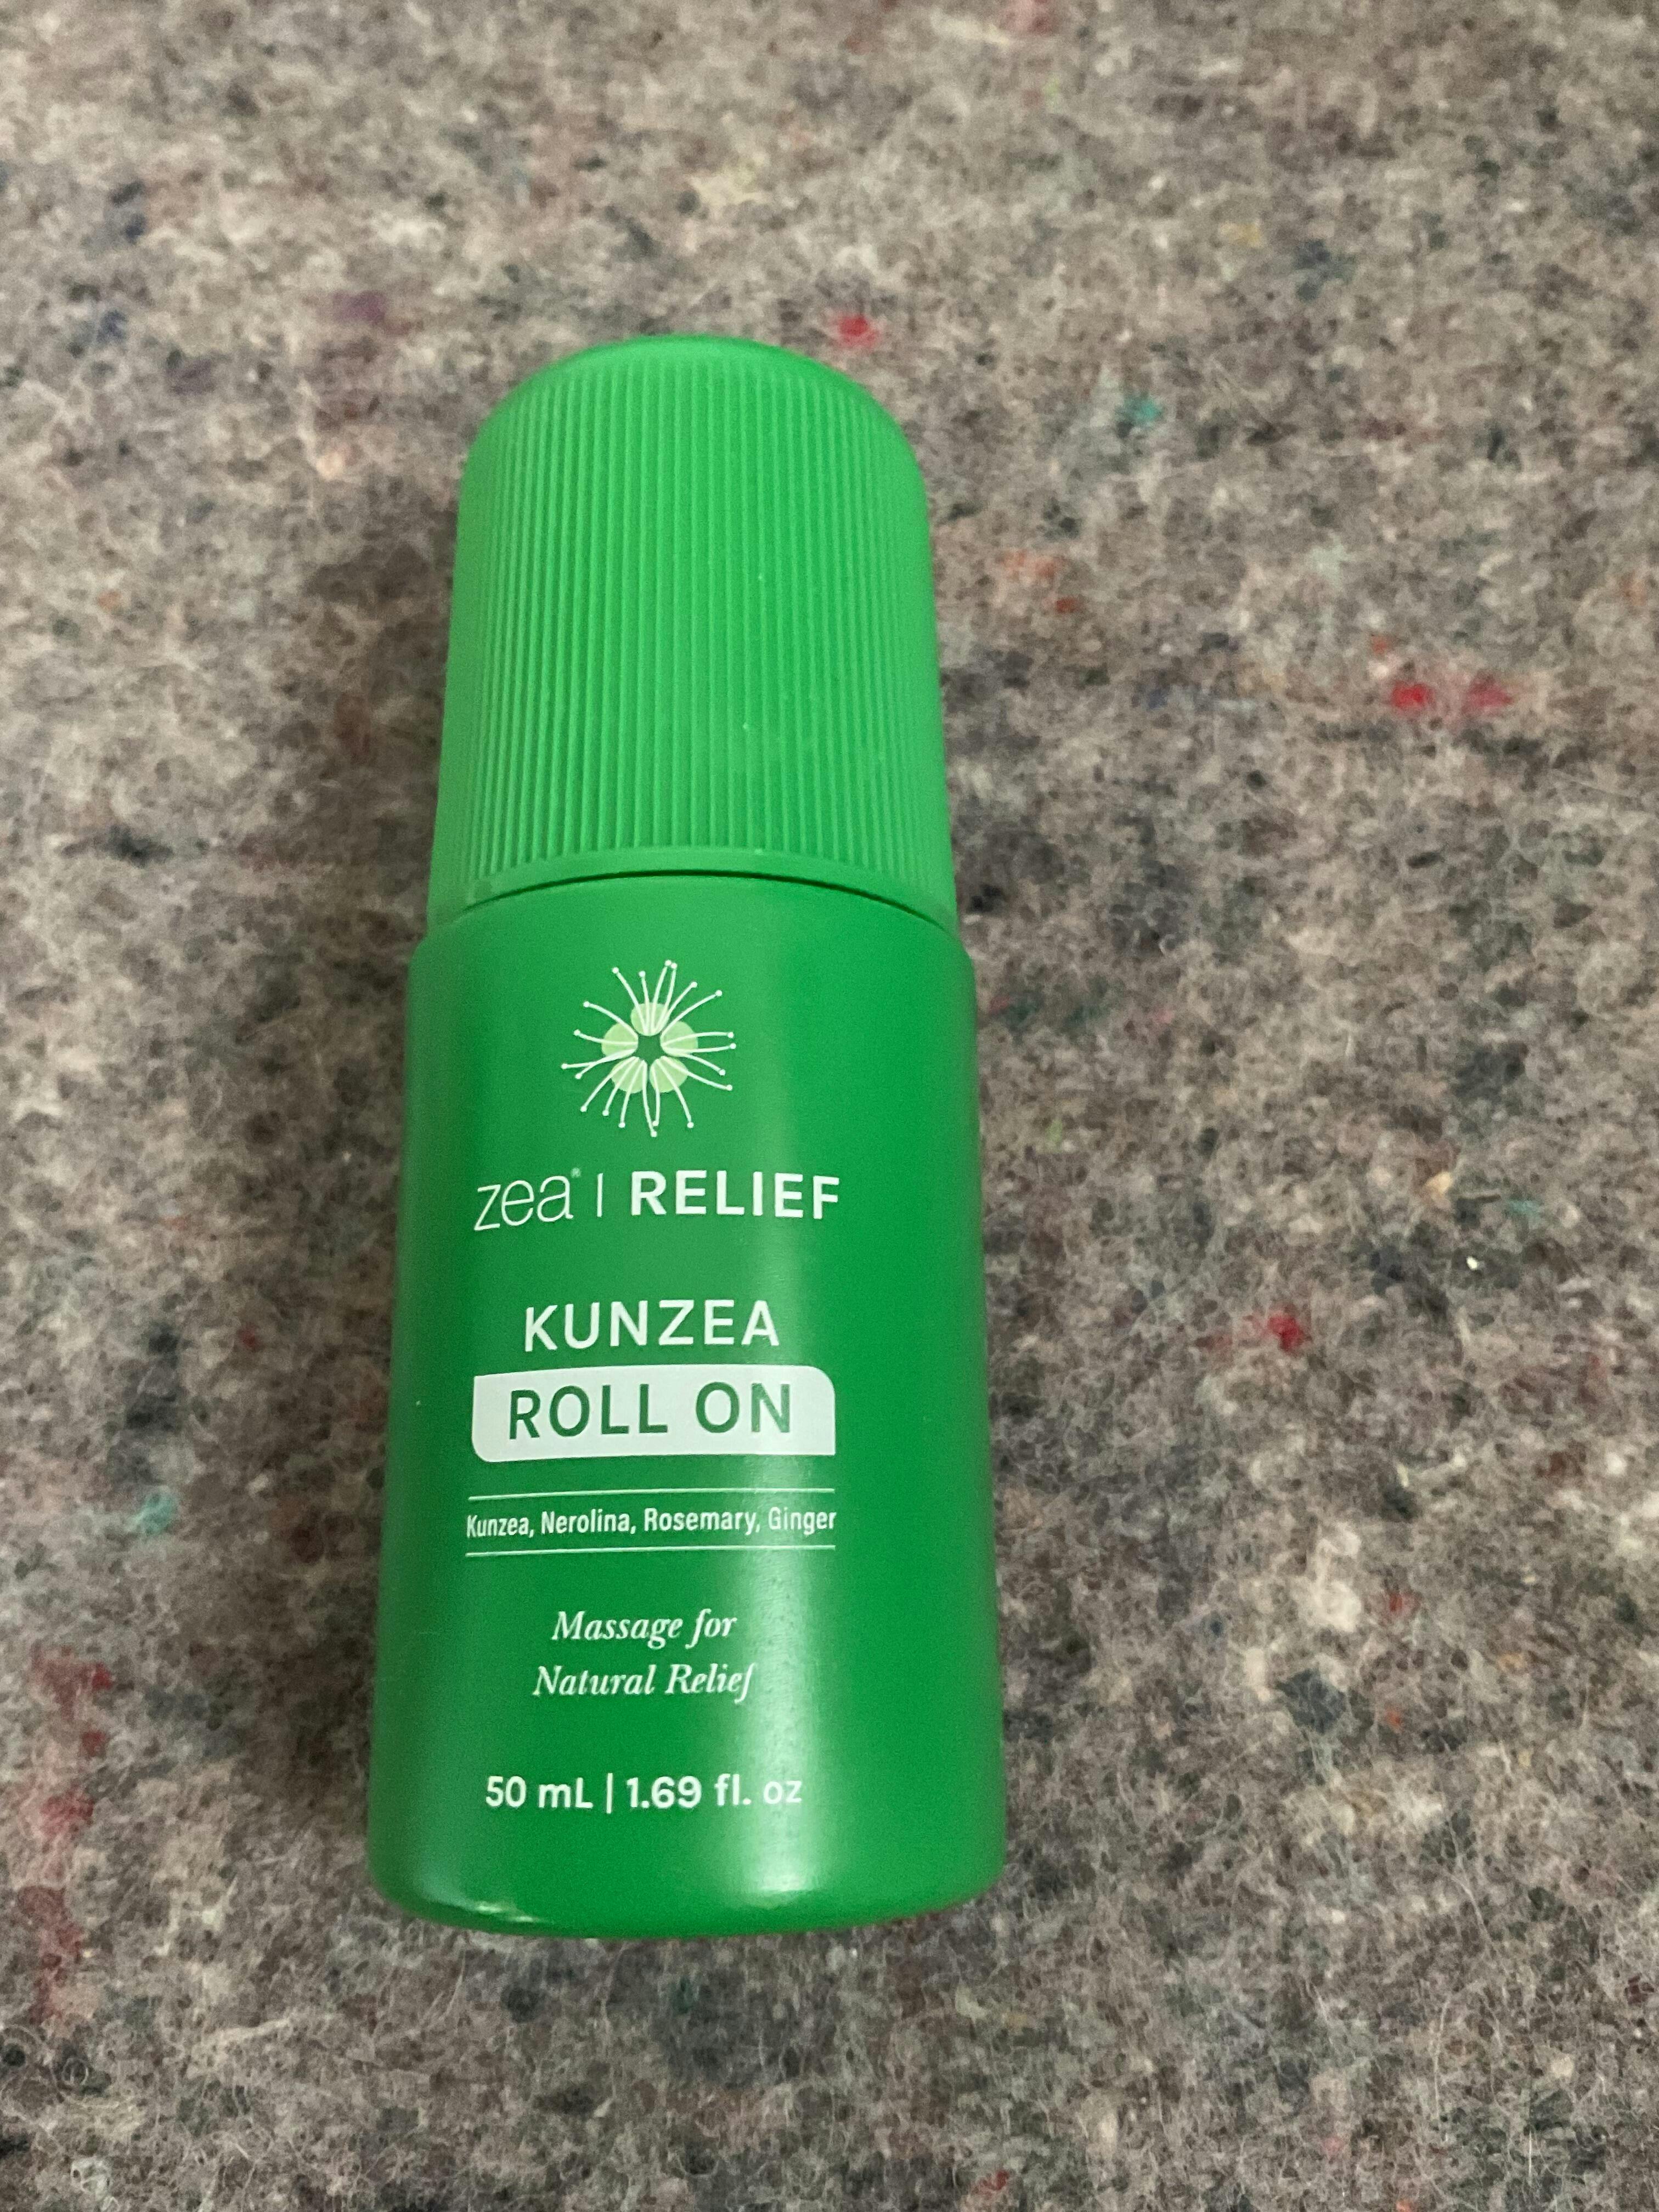 zea® | RELIEF
KUNZEA
ROLL ON
Kunzea, Nerolina, Rosemary, Ginger
Massage for
Natural Relief
50 mL | 1.69 fl. oz